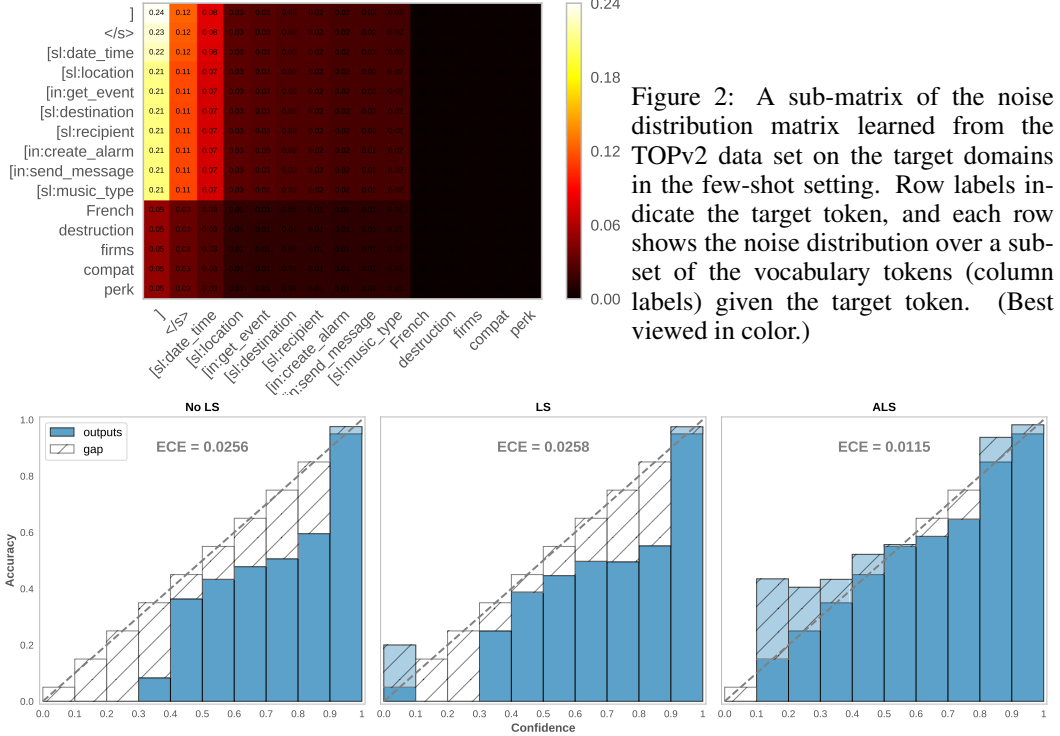 ] 0.24 0.12 0.08 0.24
</s> 0.23 0.12 0.08
[sl:date_time 0.22 0.12 0.08
[sl:location 0.21 0.11 0.07 0.18
[in:get_event 0.21 0.11 0.07
[sl:destination 0.21 0.11 0.07
[sl:recipient 0.21 0.11 0.07
[in:create_alarm 0.21 0.11 0.07 0.12
[in:send_message 0.21 0.11 0.07
[sl:music_type 0.21 0.11 0.07
French 0.05 0.03
destruction 0.05 0.03 0.06
firms 0.05 0.03
compat 0.05 0.03
perk 0.05 0.03 0.00
]
</s>
[sl:date_time
[sl:location
[in:get_event
[sl:destination
[sl:recipient
[in:create_alarm
[in:send_message
[sl:music_type
French
destruction
firms
compat
perk
Figure 2: A sub-matrix of the noise
distribution matrix learned from the
TOPv2 data set on the target domains
in the few-shot setting. Row labels in-
dicate the target token, and each row
shows the noise distribution over a sub-
set of the vocabulary tokens (column
labels) given the target token. (Best
viewed in color.)
No LS
outputs
gap
ECE = 0.0256
Accuracy
1.0
0.8
0.6
0.4
0.2
0.0
0.0 0.1 0.2 0.3 0.4 0.5 0.6 0.7 0.8 0.9 1
LS
ECE = 0.0258
0.0 0.1 0.2 0.3 0.4 0.5 0.6 0.7 0.8 0.9 1
Confidence
ALS
ECE = 0.0115
0.0 0.1 0.2 0.3 0.4 0.5 0.6 0.7 0.8 0.9 1